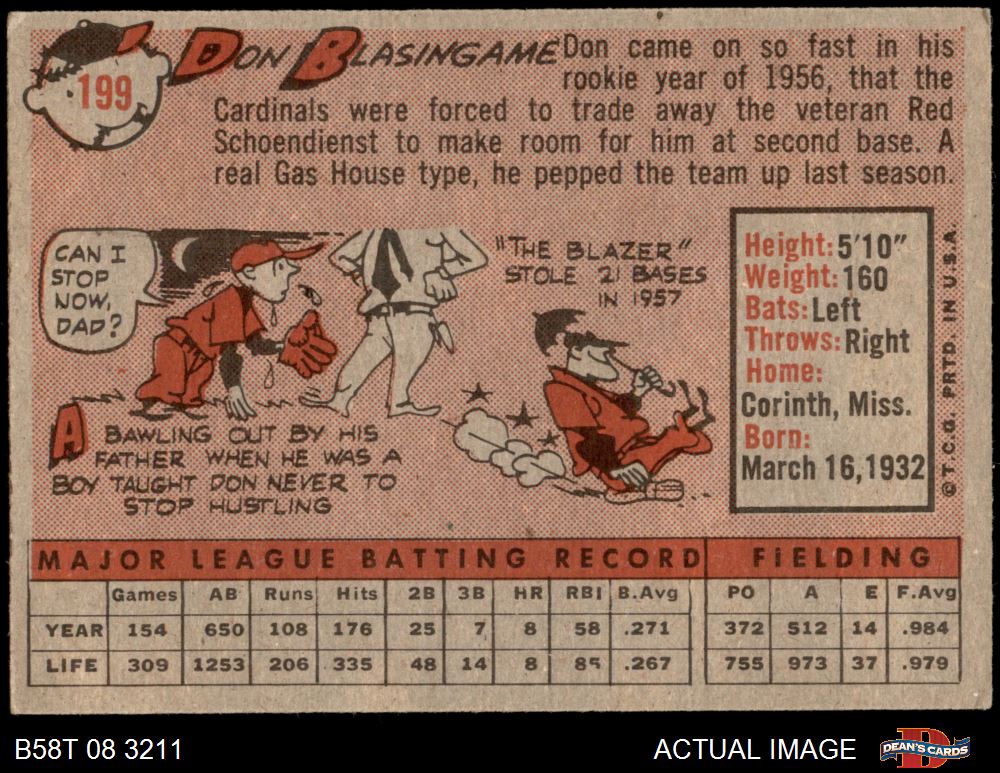 199
DON BLASINGAME
Don came on so fast in his
rookie year of 1956, that the
Cardinals were forced to trade away the veteran Red
Schoendienst to make room for him at second base. A
real Gas House type, he pepped the team up last season.
CAN I
STOP
NOW,
DAD?
A BAWLING OUT BY HIS
FATHER WHEN HE WAS A
BOY TAUGHT DON NEVER TO
STOP HUSTLING
"THE BLAZER"
STOLE 21 BASES
IN 1957
Height: 5'10"
Weight: 160
Bats: Left
Throws: Right
Home:
Corinth, Miss.
Born:
March 16, 1932
© T.C.G. PRTD. IN U.S.A.
MAJOR LEAGUE BATTING RECORD FIELDING
Games AB Runs Hits 2B 3B HR RBI B.Avg PO A E F.Avg
YEAR 154 650 108 176 25 7 8 58 .271 372 512 14 .984
LIFE 309 1253 206 335 48 14 8 85 .267 755 973 37 .979
B58T 08 3211 ACTUAL IMAGE DEAN'S CARDS